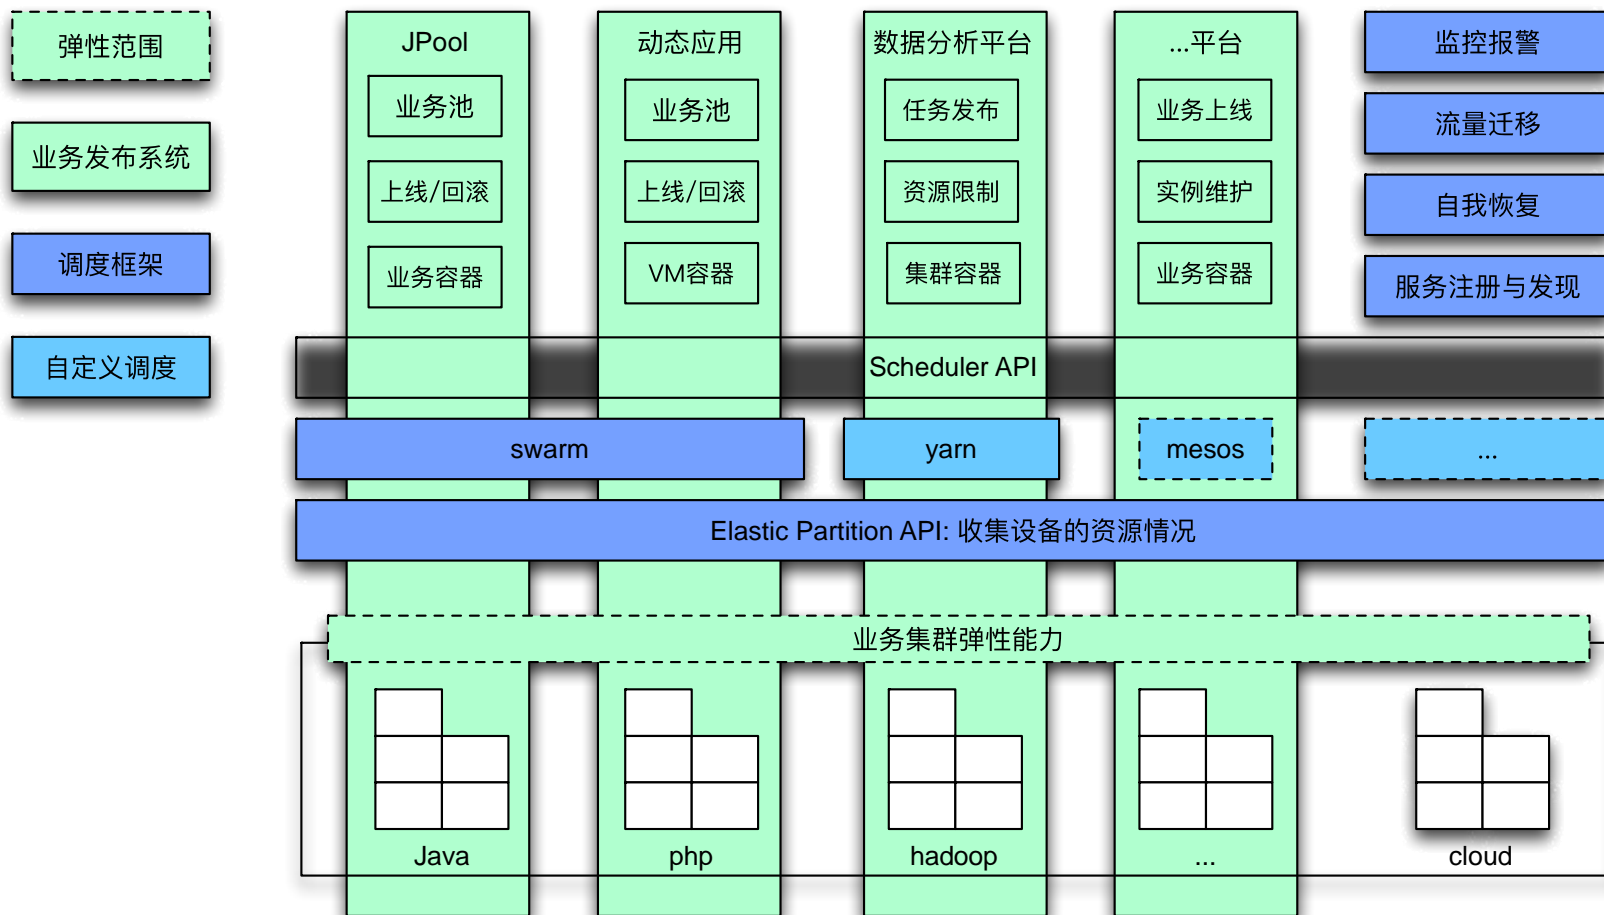 弹性范围
业务发布系统
调度框架
自定义调度
JPool
业务池
上线/回滚
业务容器
动态应用
业务池
上线/回滚
VM容器
数据分析平台
任务发布
资源限制
集群容器
...平台
业务上线
实例维护
业务容器
监控报警
流量迁移
自我恢复
服务注册与发现
Scheduler API
swarm
yarn
mesos
...
Elastic Partition API: 收集设备的资源情况
业务集群弹性能力
Java
php
hadoop
...
cloud